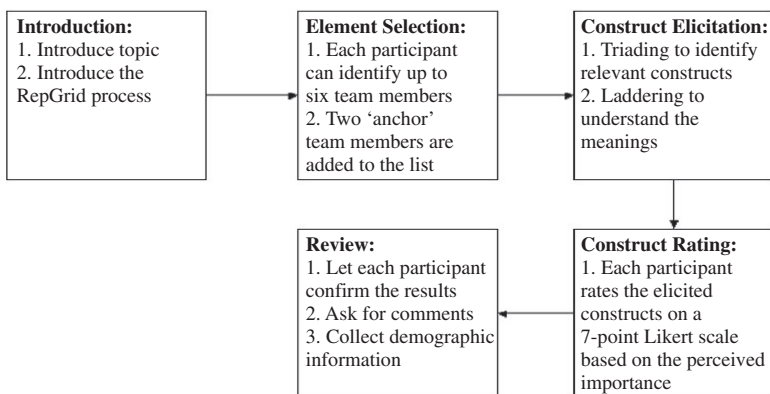 Introduction:
1. Introduce topic
2. Introduce the
RepGrid process
Element Selection:
1. Each participant
can identify up to
six team members
2. Two ‘anchor’
team members are
added to the list
Construct Elicitation:
1. Triading to identify
relevant constructs
2. Laddering to
understand the
meanings
Construct Rating:
1. Each participant
rates the elicited
constructs on a
7-point Likert scale
based on the perceived
importance
Review:
1. Let each participant
confirm the results
2. Ask for comments
3. Collect demographic
information